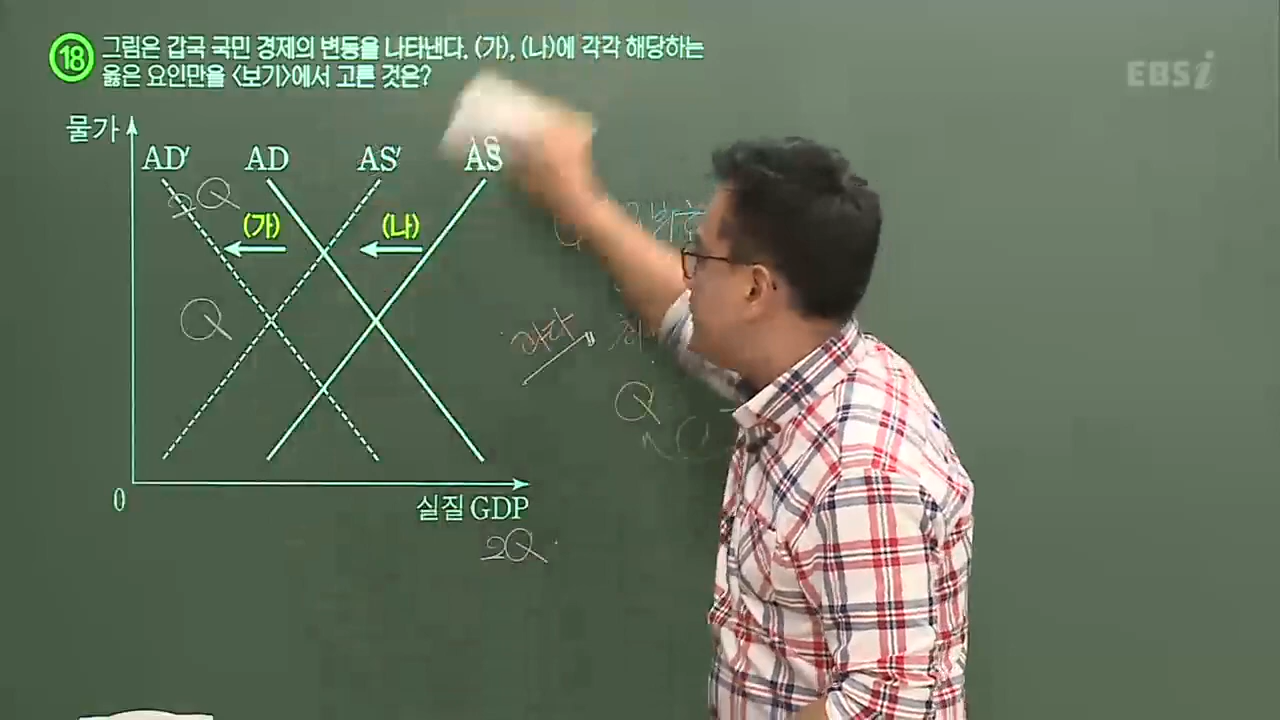 18 그림은 갑국 국민 경제의 변동을 나타낸다. (가), (나)에 각각 해당하는
옳은 요인만을 <보기>에서 고른 것은?
EBSi
물가
AD′ AD AS′ AS
2Q
(가) (나)
Q
Q
0
실질 GDP
2Q